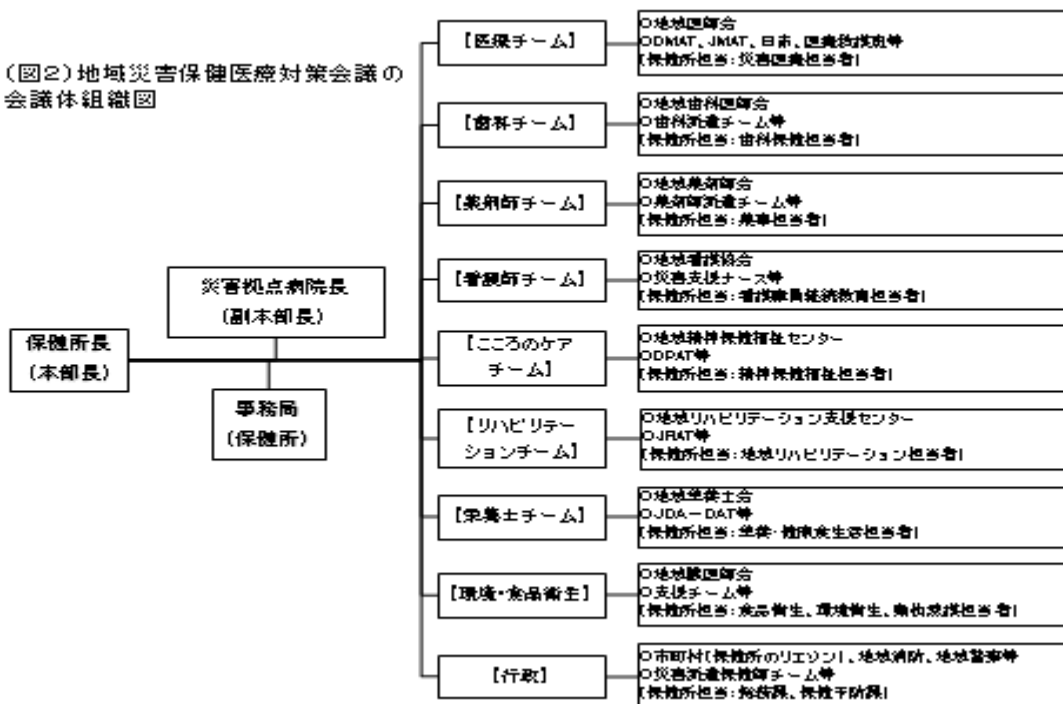 (図2)地域災害保健医療対策会議の
会議体組織図
保健所長
(本部長)
災害拠点病院長
(副本部長)
事務局
(保健所)
【医療チーム】
○地域医師会
○DMAT、JMAT、日赤、医療救護班等
[保健所担当:災害医療担当者]
【歯科チーム】
○地域歯科医師会
○歯科派遣チーム等
[保健所担当:歯科保健担当者]
【薬剤師チーム】
○地域薬剤師会
○薬剤師派遣チーム等
[保健所担当:薬事担当者]
【看護師チーム】
○地域看護協会
○災害支援ナース等
[保健所担当:看護職員継続教育担当者]
【こころのケア
チーム】
○地域精神保健福祉センター
○DPAT等
[保健所担当:精神保健福祉担当者]
【リハビリテー
ションチーム】
○地域リハビリテーション支援センター
○JRAT等
[保健所担当:地域リハビリテーション担当者]
【栄養士チーム】
○地域栄養士会
○JDA-DAT等
[保健所担当:栄養・健康食生活担当者]
【環境・食品衛生】
○地域獣医師会
○支援チーム等
[保健所担当:食品衛生、環境衛生、動物愛護担当者]
【行政】
○市町村[保健所のリエゾン]、地域消防、地域警察等
○災害派遣保健師チーム等
[保健所担当:総務課、保健予防課]